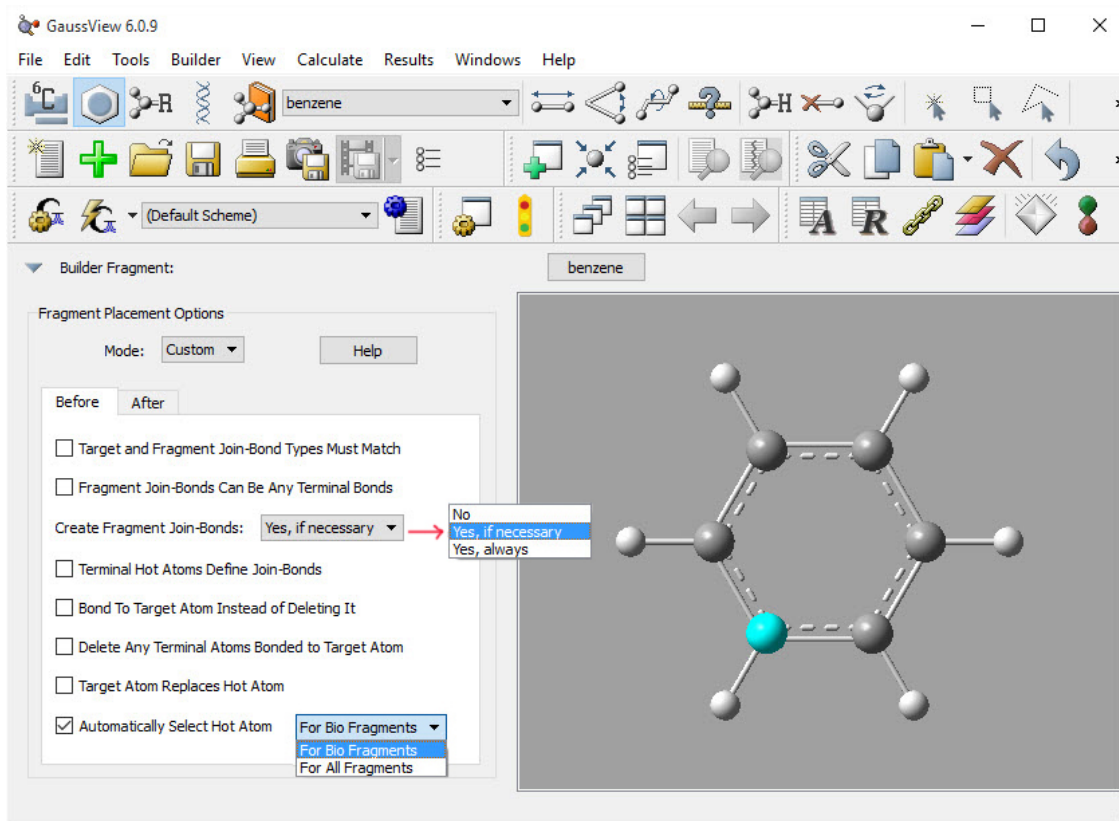 GaussView 6.0.9
File Edit Tools Builder View Calculate Results Windows Help
6C R benzene H
(Default Scheme) A R
Builder Fragment: benzene
Fragment Placement Options
Mode: Custom Help
Before After
Target and Fragment Join-Bond Types Must Match
Fragment Join-Bonds Can Be Any Terminal Bonds
Create Fragment Join-Bonds: Yes, if necessary
No
Yes, if necessary
Yes, always
Terminal Hot Atoms Define Join-Bonds
Bond To Target Atom Instead of Deleting It
Delete Any Terminal Atoms Bonded to Target Atom
Target Atom Replaces Hot Atom
Automatically Select Hot Atom For Bio Fragments
For Bio Fragments
For All Fragments